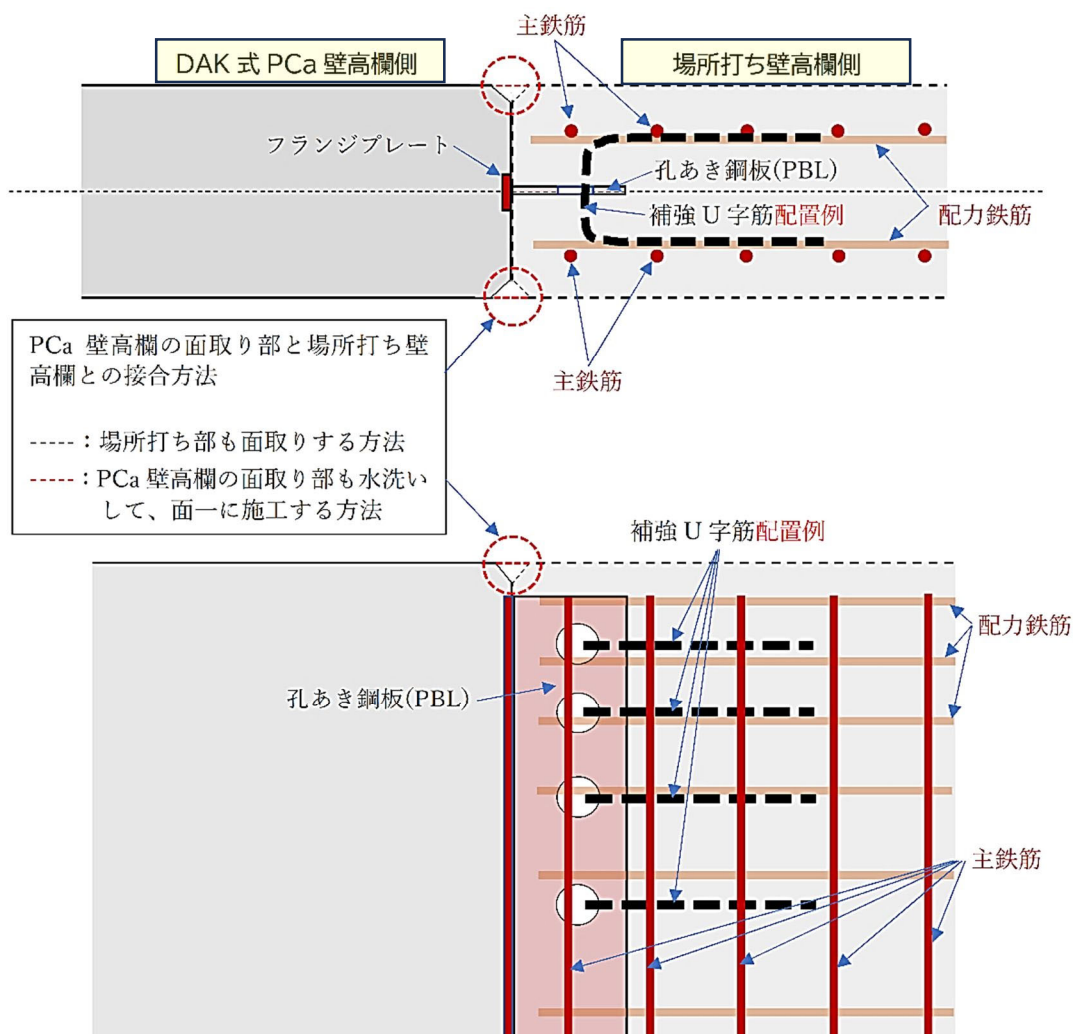 主鉄筋
DAK 式 PCa 壁高欄側
場所打ち壁高欄側
フランジプレート
孔あき鋼板(PBL)
補強 U 字筋配置例
配力鉄筋
主鉄筋
PCa 壁高欄の面取り部と場所打ち壁
高欄との接合方法
-----：場所打ち部も面取りする方法
-----：PCa 壁高欄の面取り部も水洗い
して、面一に施工する方法
補強 U 字筋配置例
配力鉄筋
孔あき鋼板(PBL)
主鉄筋